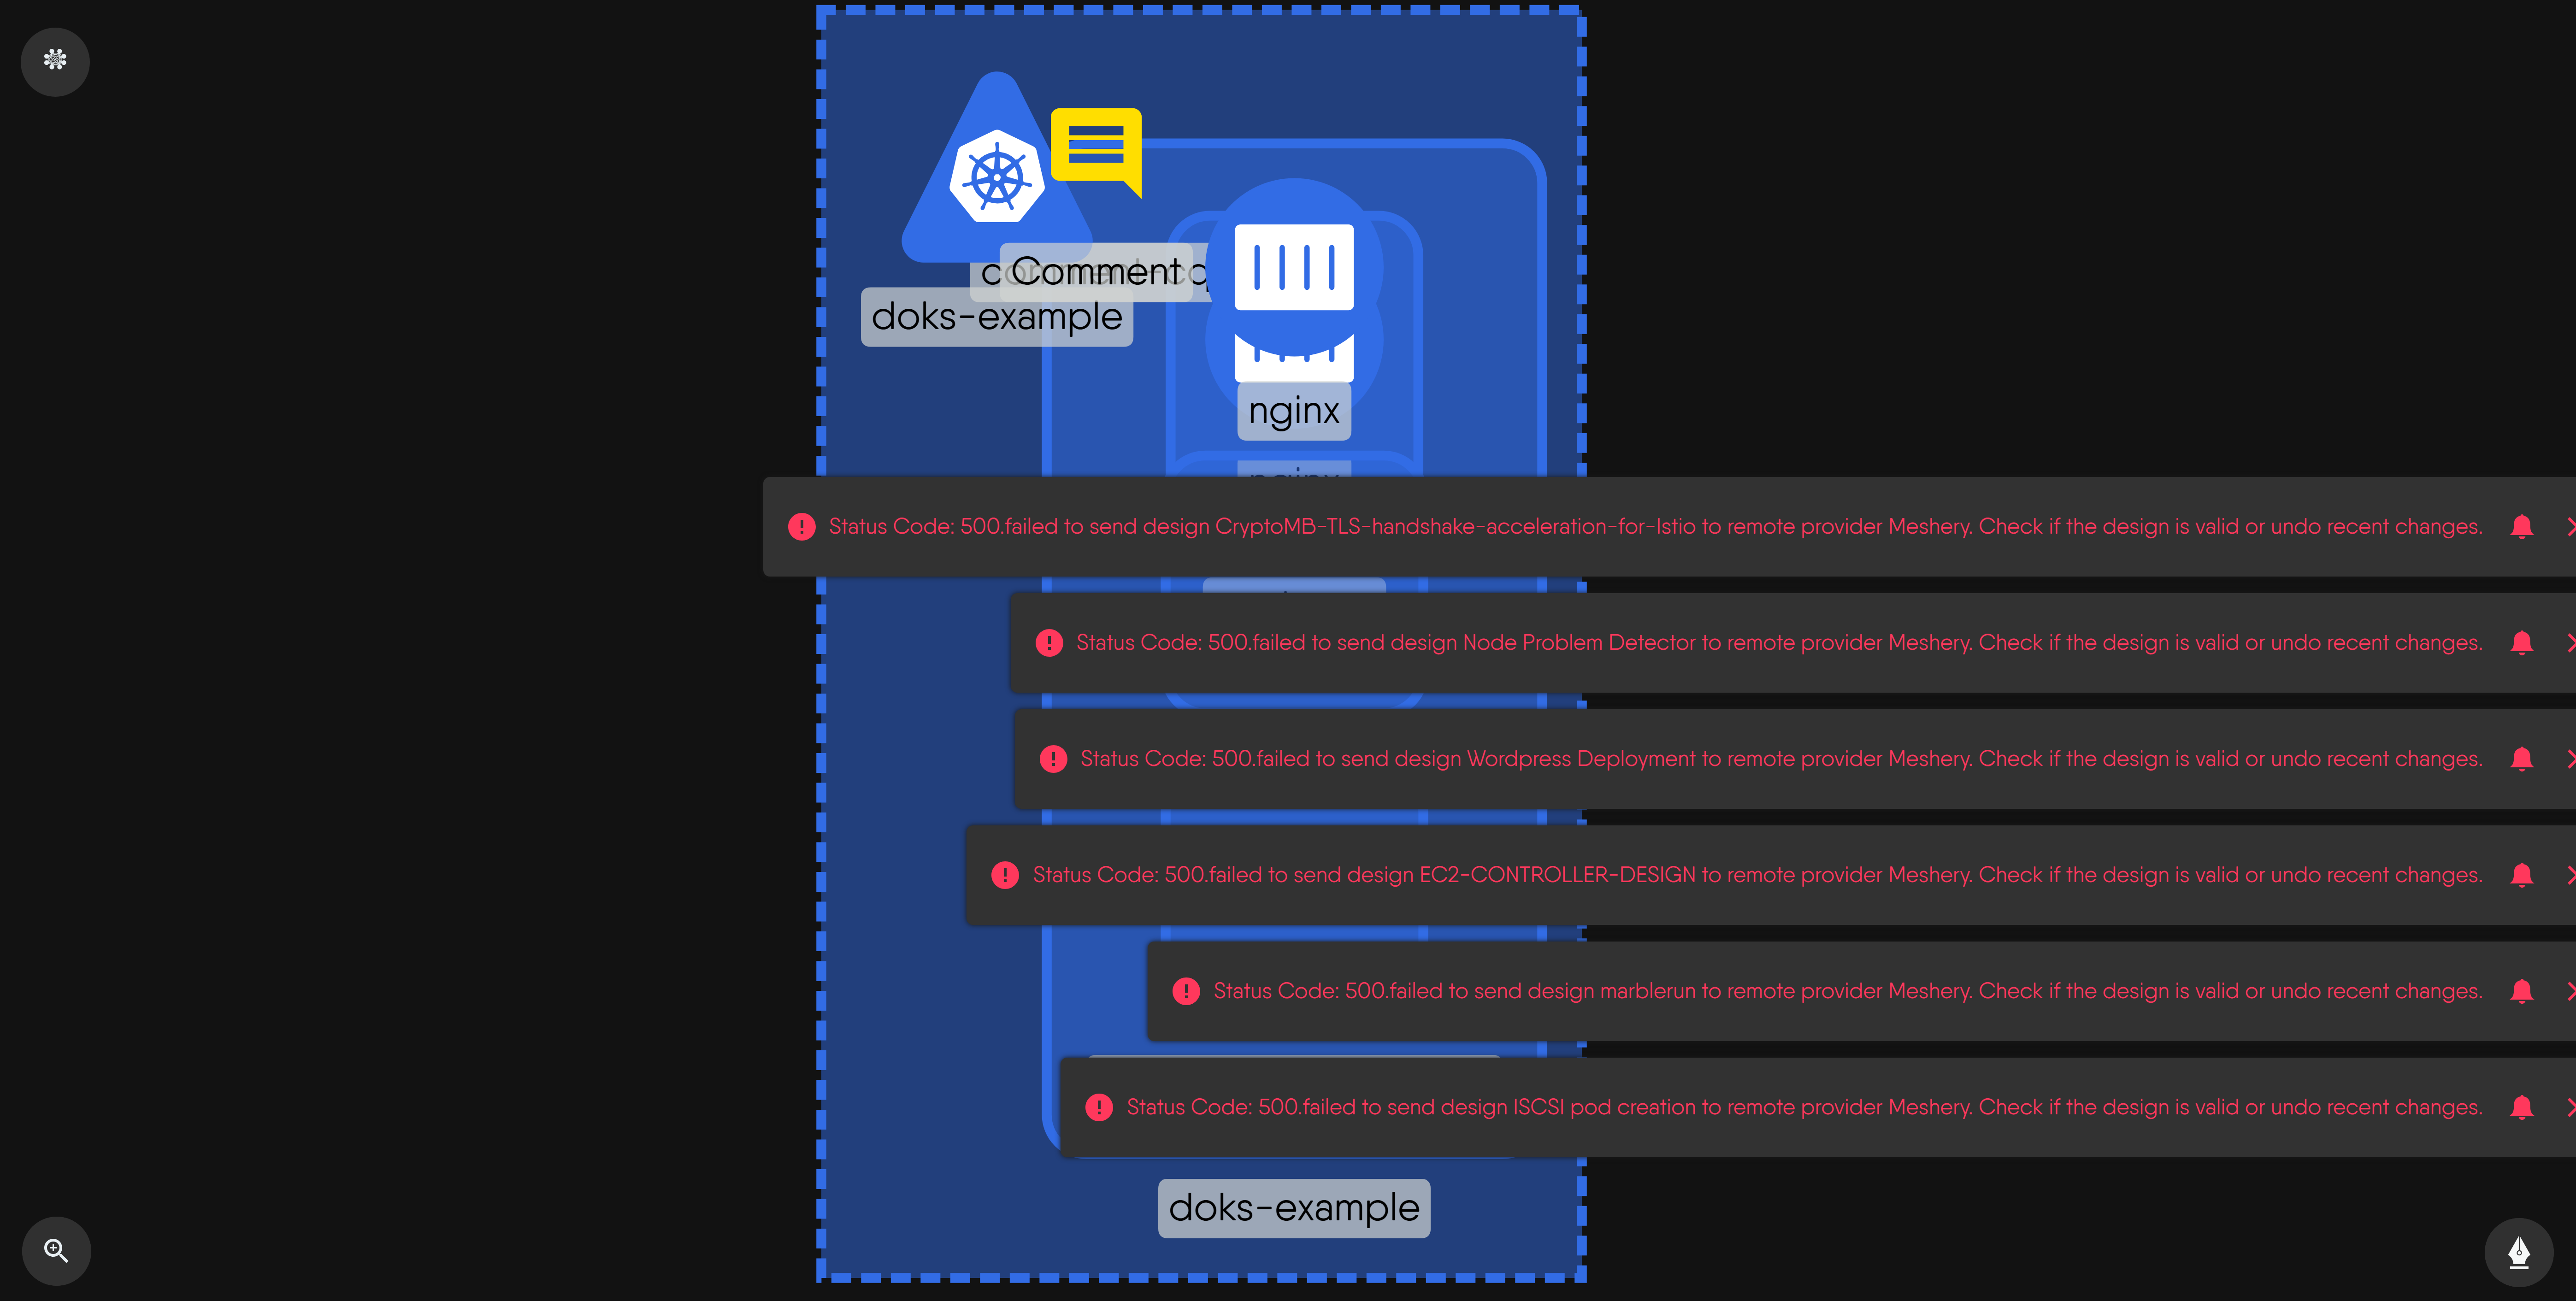 Comment
doks-example
nginx
nginx
Status Code: 500.failed to send design CryptoMB-TLS-handshake-acceleration-for-Istio to remote provider Meshery. Check if the design is valid or undo recent changes.
Status Code: 500.failed to send design Node Problem Detector to remote provider Meshery. Check if the design is valid or undo recent changes.
Status Code: 500.failed to send design Wordpress Deployment to remote provider Meshery. Check if the design is valid or undo recent changes.
Status Code: 500.failed to send design EC2-CONTROLLER-DESIGN to remote provider Meshery. Check if the design is valid or undo recent changes.
Status Code: 500.failed to send design marblerun to remote provider Meshery. Check if the design is valid or undo recent changes.
Status Code: 500.failed to send design ISCSI pod creation to remote provider Meshery. Check if the design is valid or undo recent changes.
doks-example